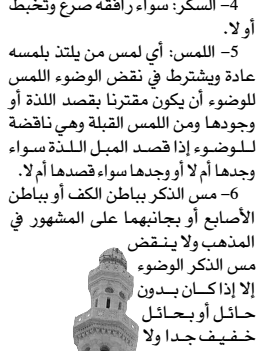 4- السكر: سواء رافقه صرع وتخبط
أو لا.
5- اللمس: أي لمس من يلتذ بلمسه
عادة ويشترط في نقض الوضوء اللمس
للوضوء أن يكون مقترنا بقصد اللذة أو
وجودها ومن اللمس القبلة وهي ناقضة
للوضوء إذا قصد المبل اللذة سواء
وجدها أم لا أو وجدها سواء قصدها أم لا.
6- مس الذكر بباطن الكف أو بباطن
الأصابع أو بجانبهما على المشهور في
المذهب ولا ينقض
مس الذكر الوضوء
إلا إذا كان بدون
حائل أو بحائل
خفيف جدا ولا